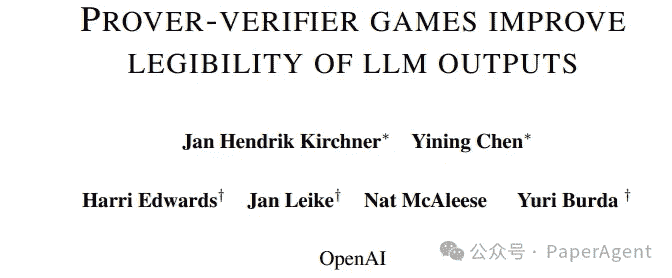 PROVER-VERIFIER GAMES IMPROVE
LEGIBILITY OF LLM OUTPUTS
Jan Hendrik Kirchner* Yining Chen*
Harri Edwards† Jan Leike† Nat McAleese Yuri Burda †
OpenAI
公众号 · PaperAgent